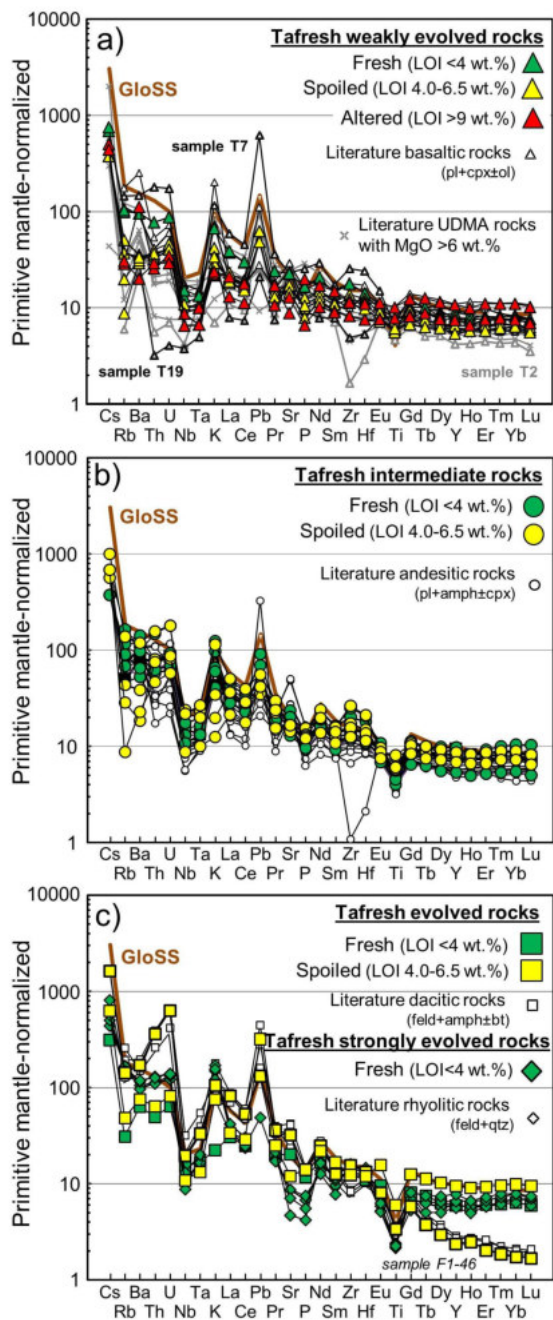 a)
Tafresh weakly evolved rocks
Fresh (LOI <4 wt.%)
Spoiled (LOI 4.0-6.5 wt.%)
Altered (LOI >9 wt.%)
Literature basaltic rocks
(pl+cpx±ol)
Literature UDMA rocks
with MgO >6 wt.%
GloSS
sample T7
sample T19
sample T2
Primitive mantle-normalized
10000
1000
100
10
1
Cs Ba U Ta La Pb Sr Nd Zr Eu Gd Dy Ho Tm Lu
Rb Th Nb K Ce Pr P Sm Hf Ti Tb Y Er Yb
b)
Tafresh intermediate rocks
Fresh (LOI <4 wt.%)
Spoiled (LOI 4.0-6.5 wt.%)
Literature andesitic rocks
(pl+amph±cpx)
GloSS
Primitive mantle-normalized
10000
1000
100
10
1
Cs Ba U Ta La Pb Sr Nd Zr Eu Gd Dy Ho Tm Lu
Rb Th Nb K Ce Pr P Sm Hf Ti Tb Y Er Yb
c)
Tafresh evolved rocks
Fresh (LOI <4 wt.%)
Spoiled (LOI 4.0-6.5 wt.%)
Literature dacitic rocks
(feld+amph±bt)
Tafresh strongly evolved rocks
Fresh (LOI<4 wt.%)
Literature rhyolitic rocks
(feld+qtz)
GloSS
sample F1-46
Primitive mantle-normalized
10000
1000
100
10
1
Cs Ba U Ta La Pb Sr Nd Zr Eu Gd Dy Ho Tm Lu
Rb Th Nb K Ce Pr P Sm Hf Ti Tb Y Er Yb